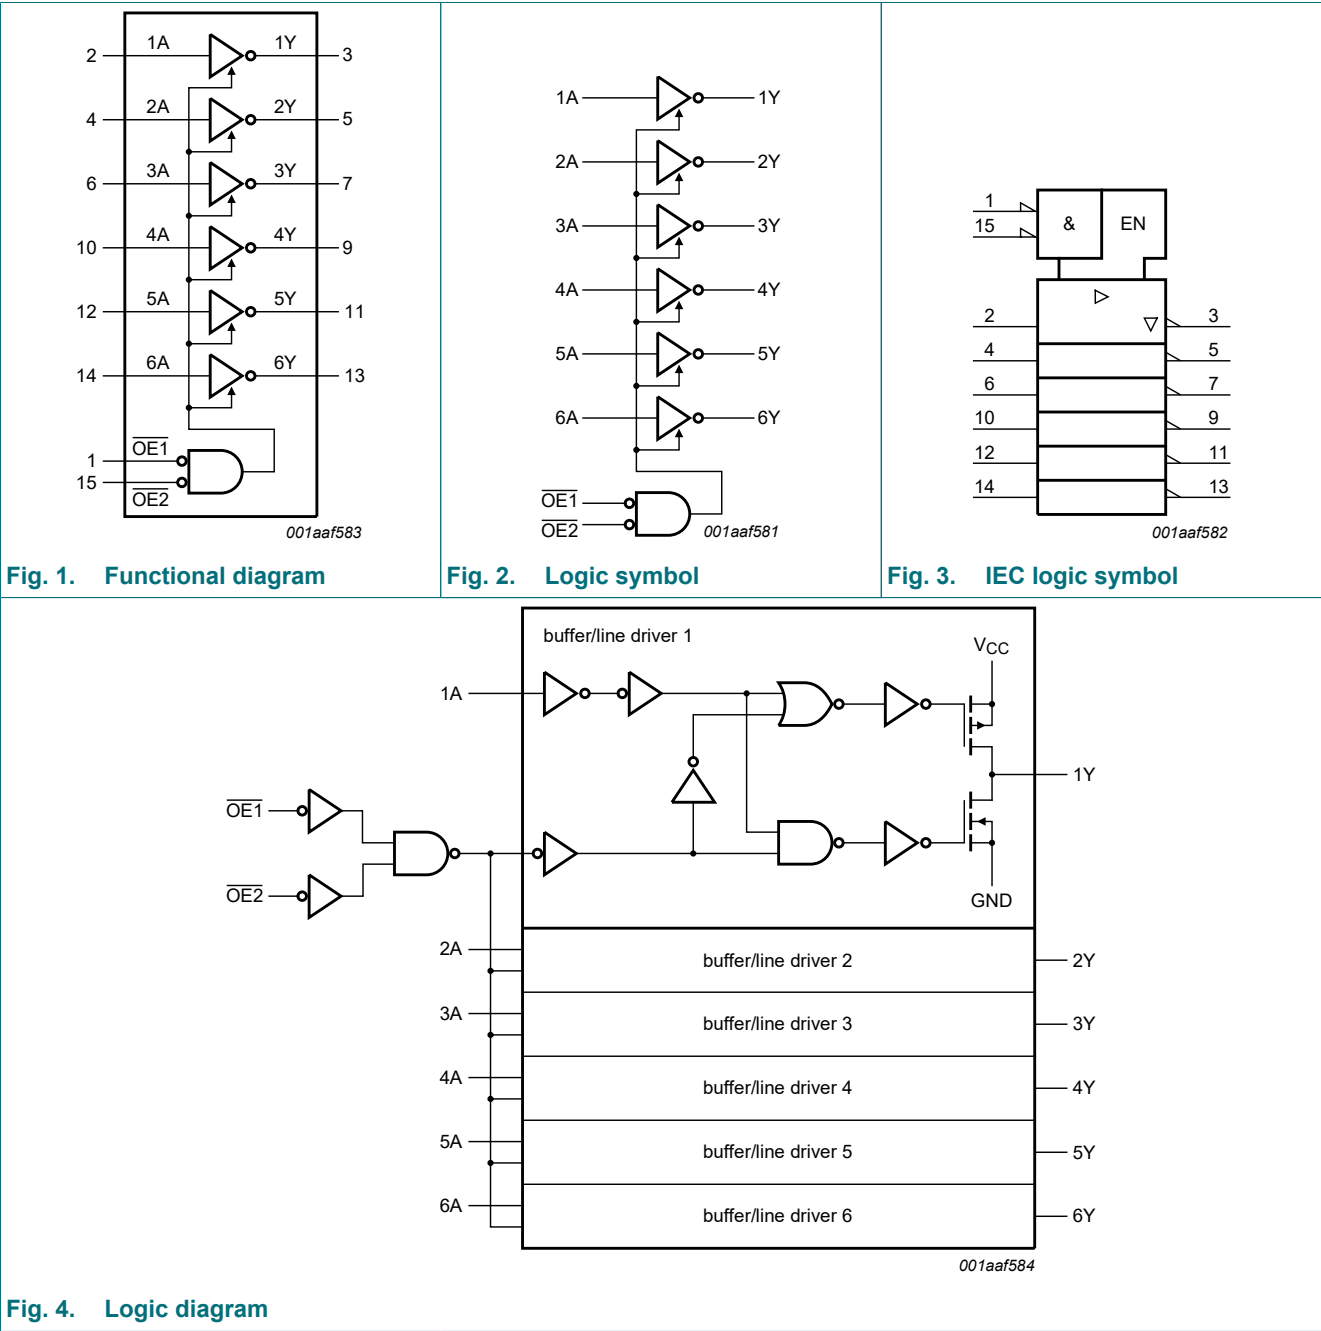 2 1A 1Y 3
4 2A 2Y 5
6 3A 3Y 7
10 4A 4Y 9
12 5A 5Y 11
14 6A 6Y 13
1 OE1
15 OE2
001aaf583
Fig. 1. Functional diagram
1A 1Y
2A 2Y
3A 3Y
4A 4Y
5A 5Y
6A 6Y
OE1
OE2
001aaf581
Fig. 2. Logic symbol
1
15
& EN
2 3
4 5
6 7
10 9
12 11
14 13
001aaf582
Fig. 3. IEC logic symbol
buffer/line driver 1
VCC
1A
1Y
OE1
OE2
GND
2A buffer/line driver 2 2Y
3A buffer/line driver 3 3Y
4A buffer/line driver 4 4Y
5A buffer/line driver 5 5Y
6A buffer/line driver 6 6Y
001aaf584
Fig. 4. Logic diagram